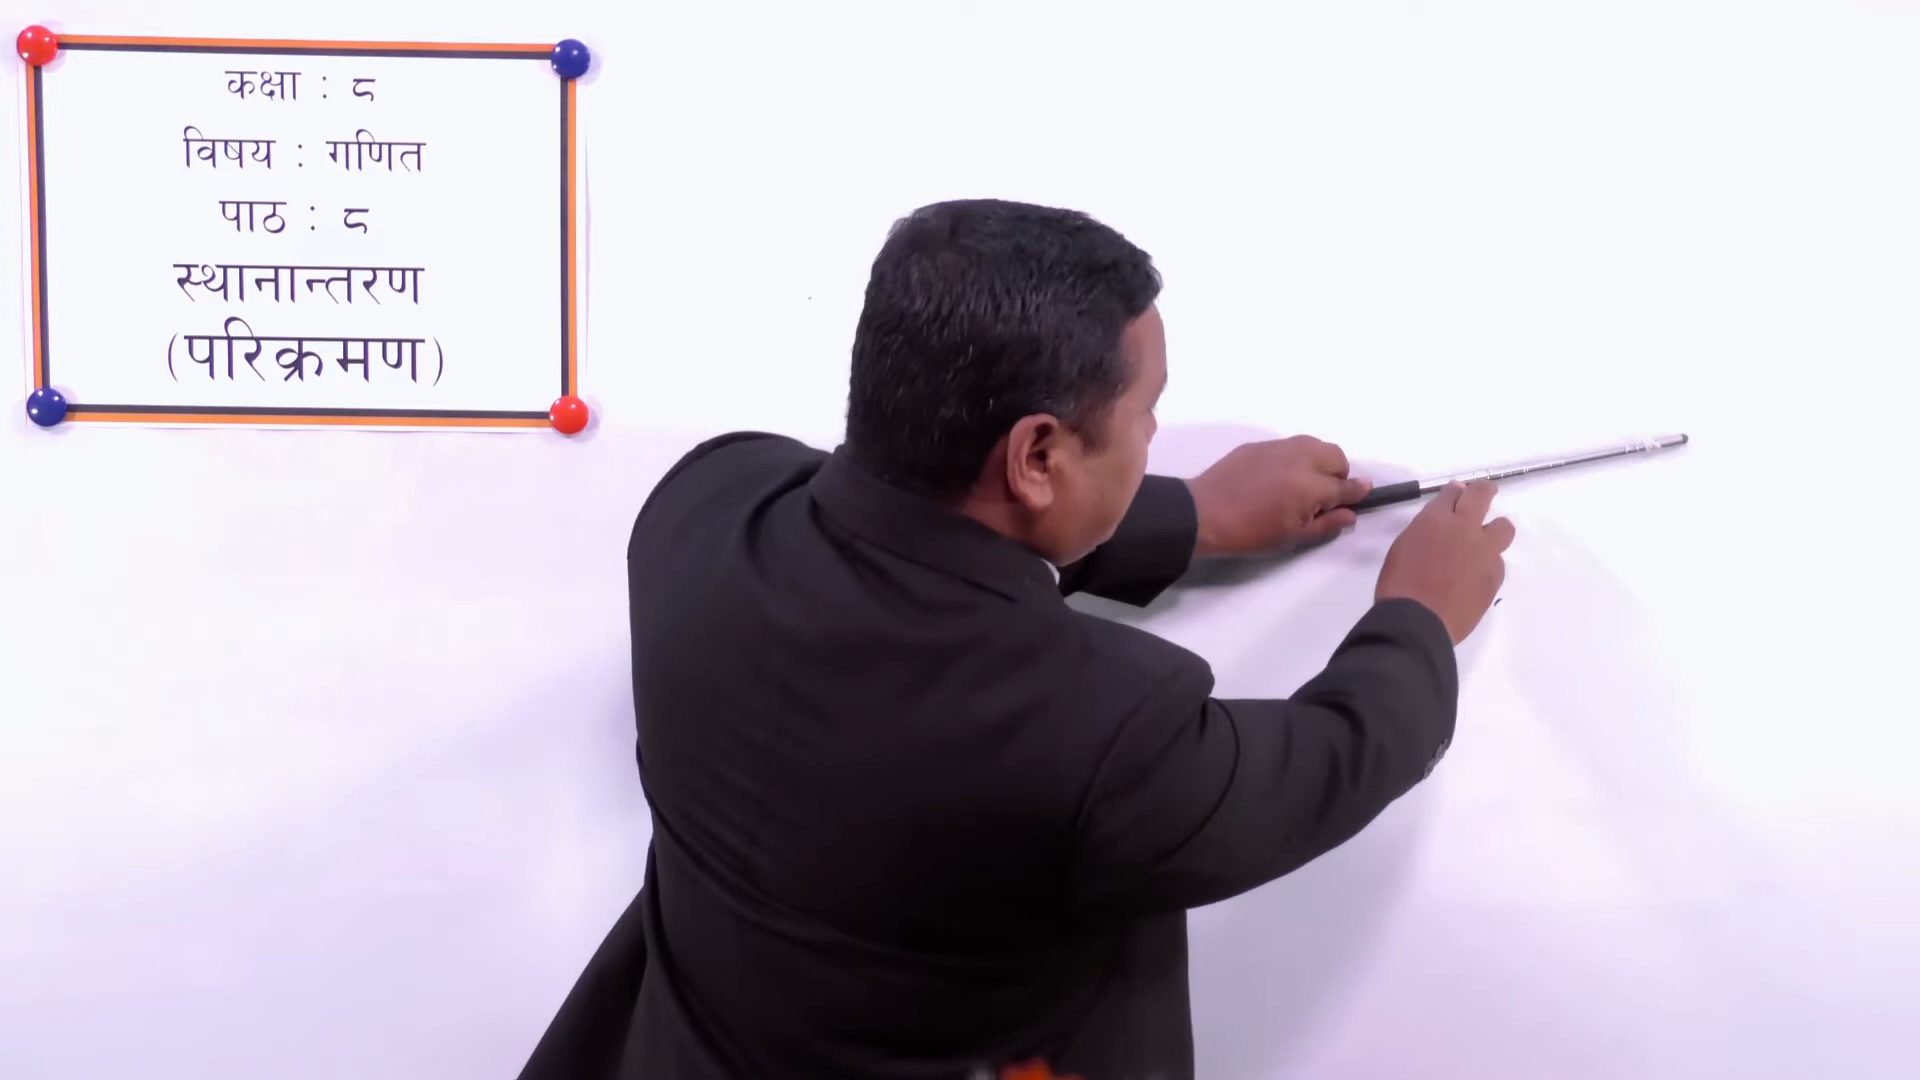 कक्षा : ८
विषय : गणित
पाठ : ८
स्थानान्तरण
(परिक्रमण)